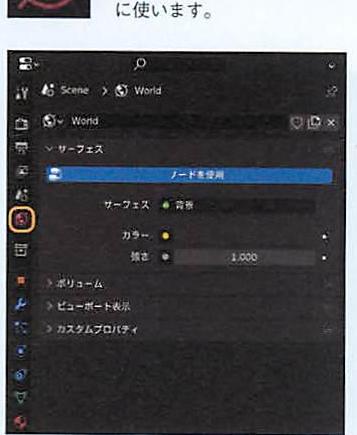 に使います。
Scene > World
World
サーフェス
ノードを使用
サーフェス 背景
カラー
強さ 1.000
ボリューム
ビューポート表示
カスタムプロパティ